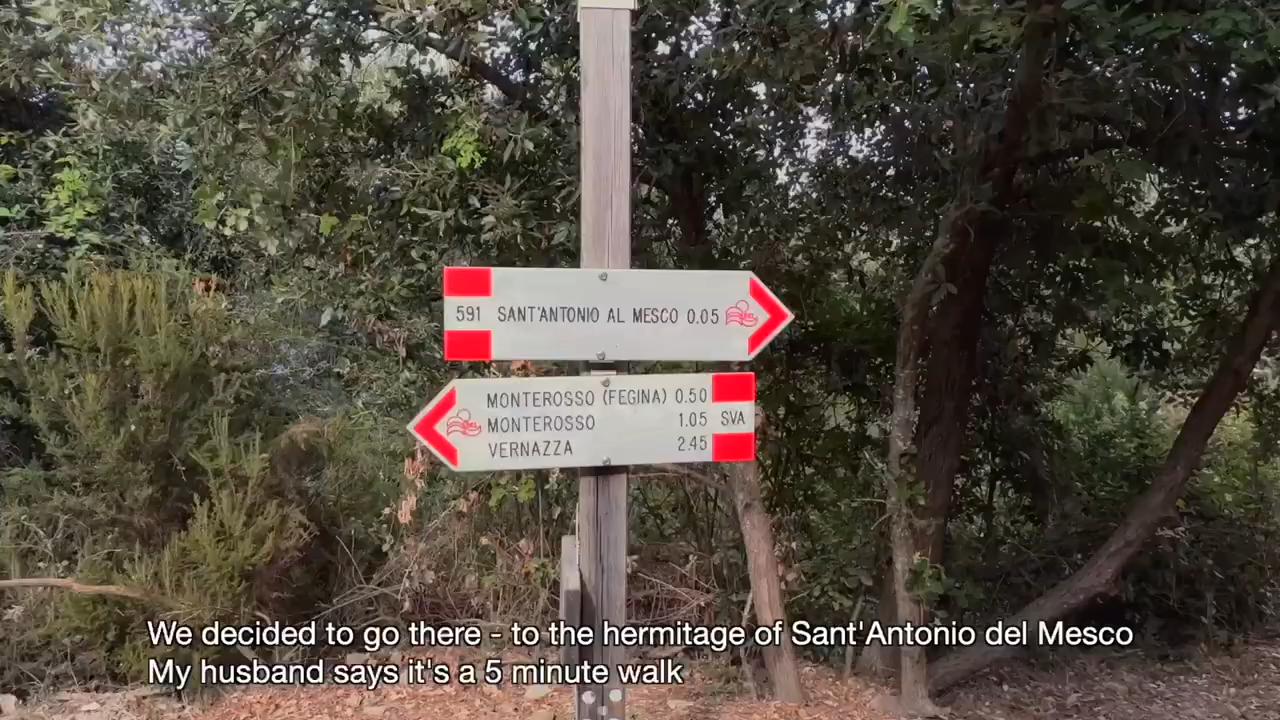 591 SANT'ANTONIO AL MESCO 0.05
MONTEROSSO (FEGINA) 0.50
MONTEROSSO 1.05 SVA
VERNAZZA 2.45
We decided to go there - to the hermitage of Sant'Antonio del Mesco
My husband says it's a 5 minute walk